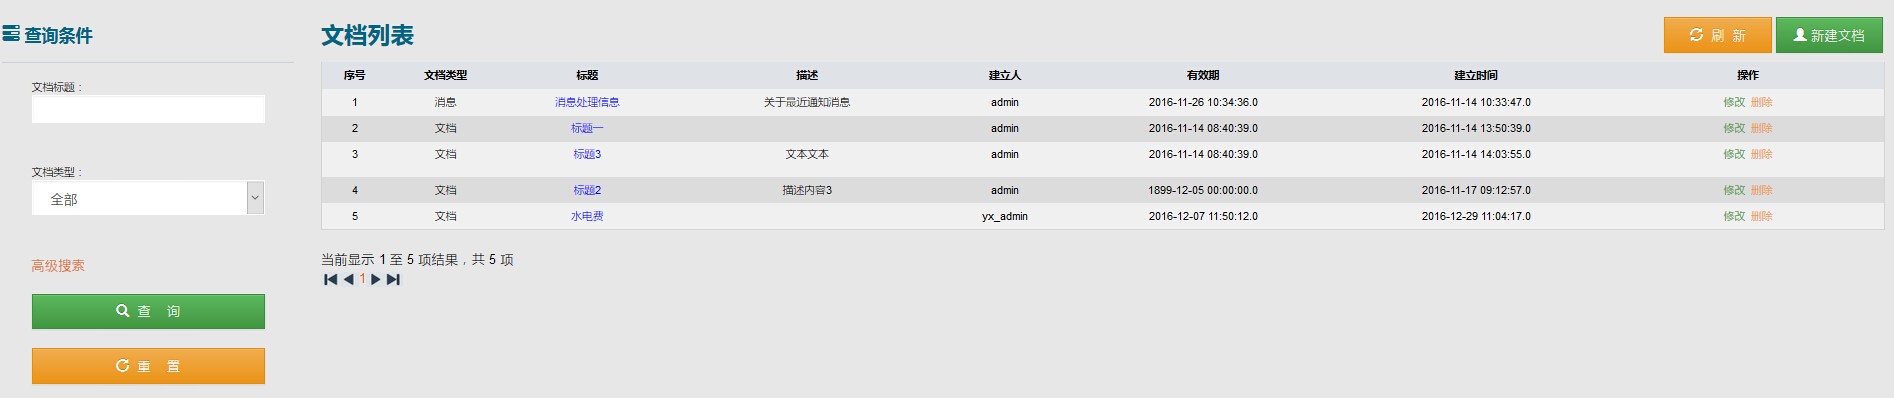 查询条件
文档标题：
文档类型：
全部
高级搜索
查 询
重 置
文档列表
刷 新
新建文档
序号 文档类型 标题 描述 建立人 有效期 建立时间 操作
1 消息 消息处理信息 关于最近通知消息 admin 2016-11-26 10:34:36.0 2016-11-14 10:33:47.0 修改 删除
2 文档 标题一 admin 2016-11-14 08:40:39.0 2016-11-14 13:50:39.0 修改 删除
3 文档 标题3 文本文本 admin 2016-11-14 08:40:39.0 2016-11-14 14:03:55.0 修改 删除
4 文档 标题2 描述内容3 admin 1899-12-05 00:00:00.0 2016-11-17 09:12:57.0 修改 删除
5 文档 水电费 yx_admin 2016-12-07 11:50:12.0 2016-12-29 11:04:17.0 修改 删除
当前显示 1 至 5 项结果，共 5 项
1